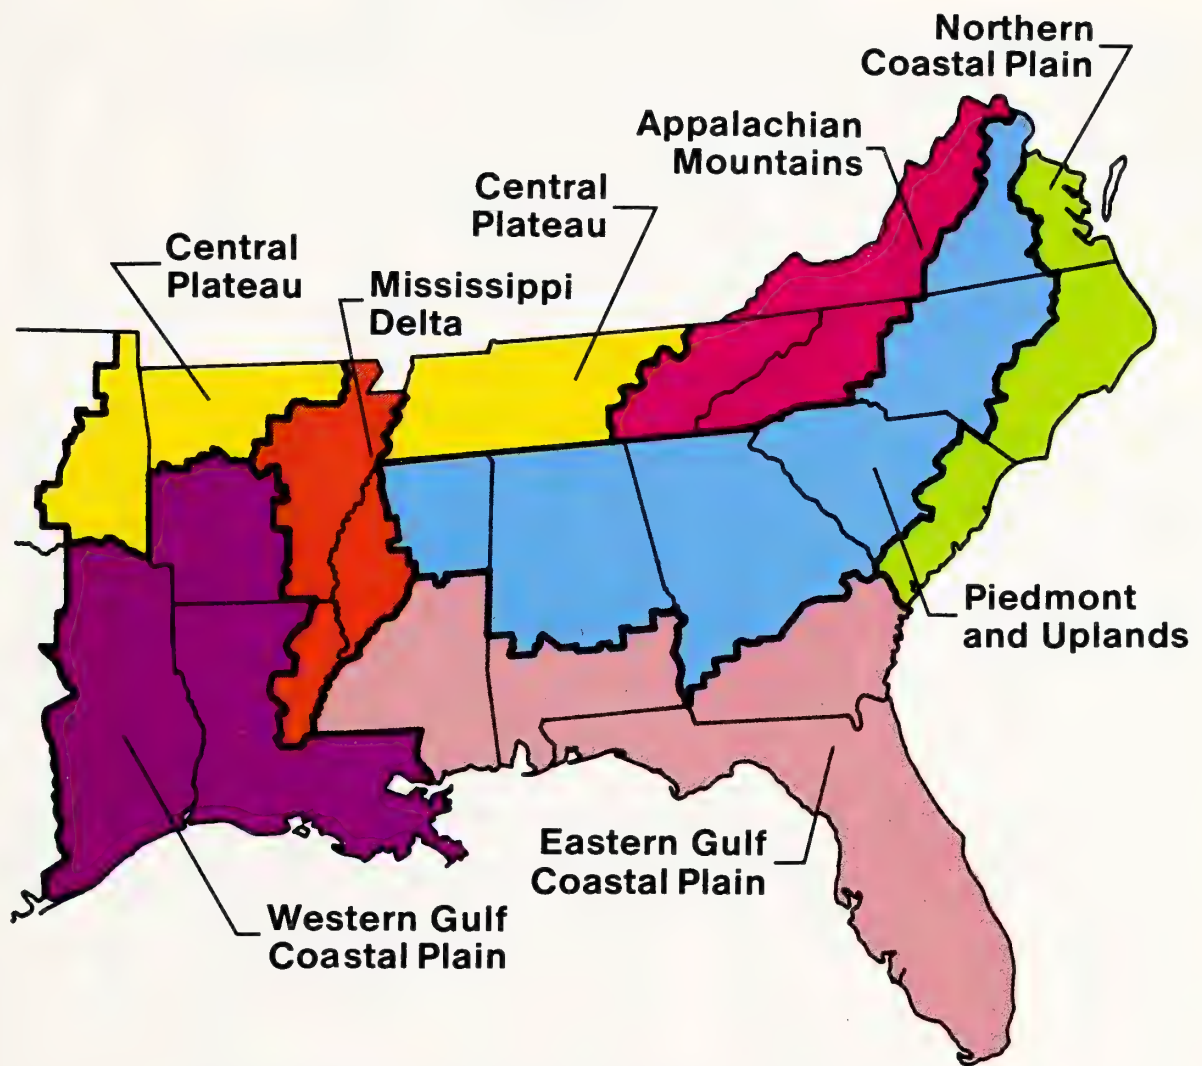 Northern
Coastal Plain
Appalachian
Mountains
Central
Plateau
Central
Plateau
Mississippi
Delta
Piedmont
and Uplands
Eastern Gulf
Coastal Plain
Western Gulf
Coastal Plain